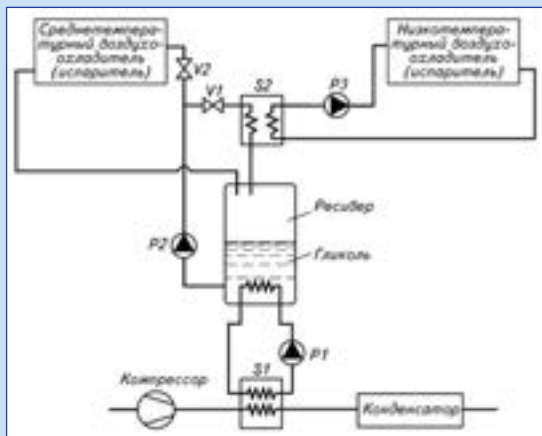 Среднетемпера-
турный воздухо-
охладитель
(испаритель)
Низкотемпера-
турный воздухо-
охладитель
(испаритель)
V2
V1
S2
P3
Ресивер
P2
Гликоль
P1
S1
Компрессор
Конденсатор